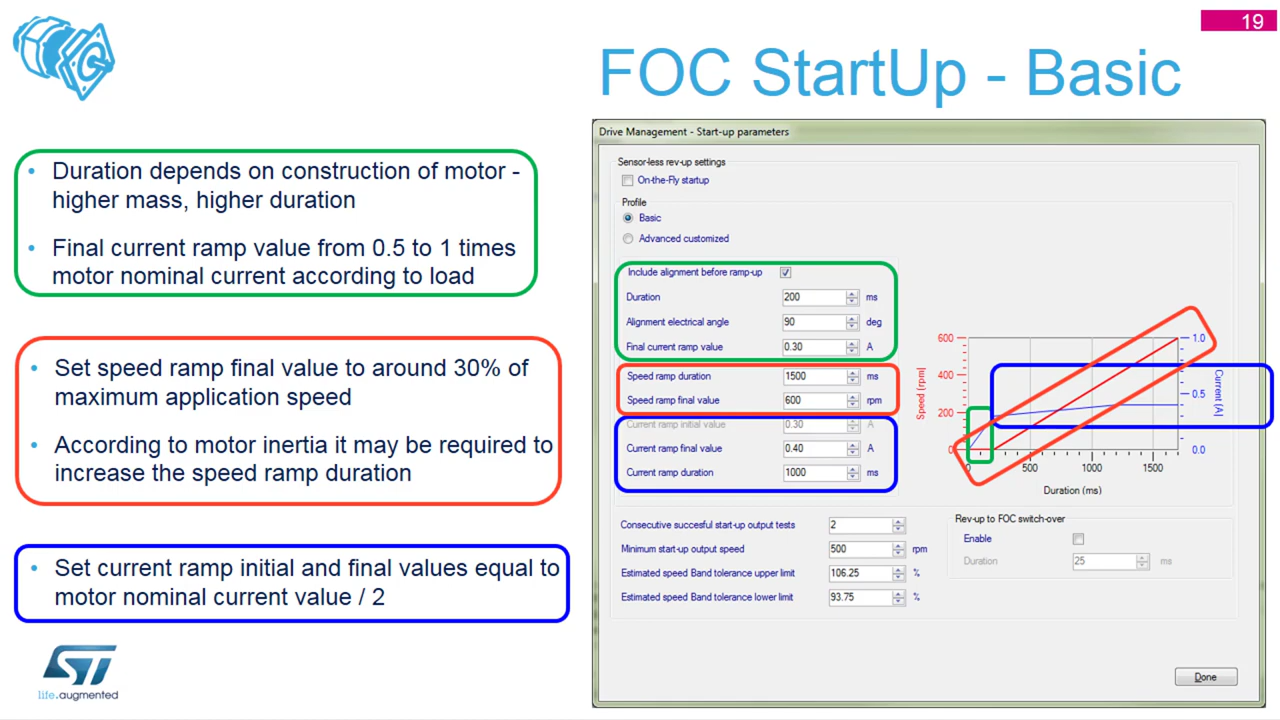 19
FOC StartUp - Basic
• Duration depends on construction of motor -
higher mass, higher duration
• Final current ramp value from 0.5 to 1 times
motor nominal current according to load
• Set speed ramp final value to around 30% of
maximum application speed
• According to motor inertia it may be required to
increase the speed ramp duration
• Set current ramp initial and final values equal to
motor nominal current value / 2
ST
life.augmented
Drive Management - Start-up parameters
Sensor-less rev-up settings
On-the-Fly startup
Profile
Basic
Advanced customized
Include alignment before ramp-up
Duration 200 ms
Alignment electrical angle 90 deg
Final current ramp value 0.30 A
Speed ramp duration 1500 ms
Speed ramp final value 600 rpm
Current ramp initial value 0.30 A
Current ramp final value 0.40 A
Current ramp duration 1000 ms
Speed [rpm]
600
400
200
0
0 500 1000 1500
Duration (ms)
1.0
0.5
0.0
Current (A)
Consecutive succesful start-up output tests 2
Minimum start-up output speed 500 rpm
Estimated speed Band tolerance upper limit 106.25 %
Estimated speed Band tolerance lower limit 93.75 %
Rev-up to FOC switch-over
Enable
Duration 25 ms
Done